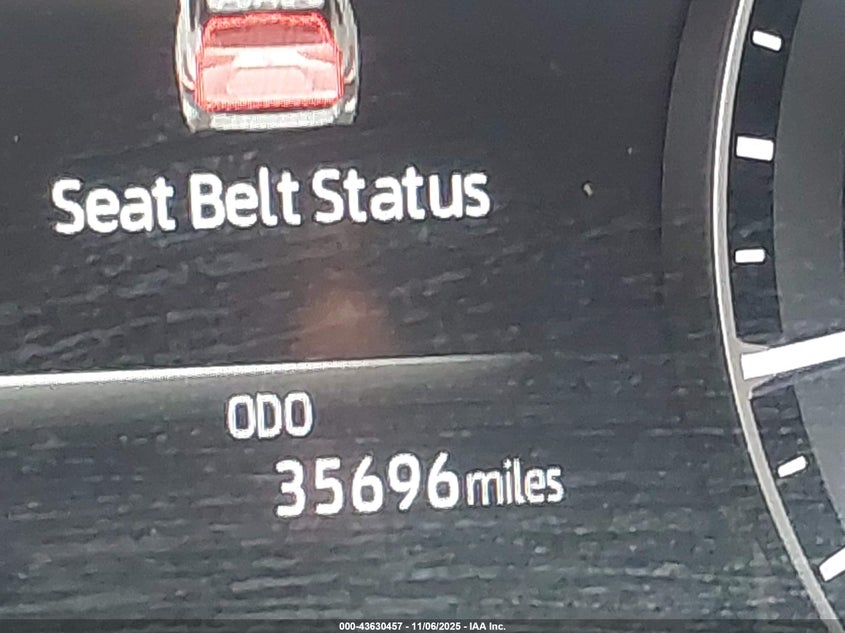 Seat Belt Status
ODO
35696 miles
000-43630457 - 11/06/2025 - IAA Inc.